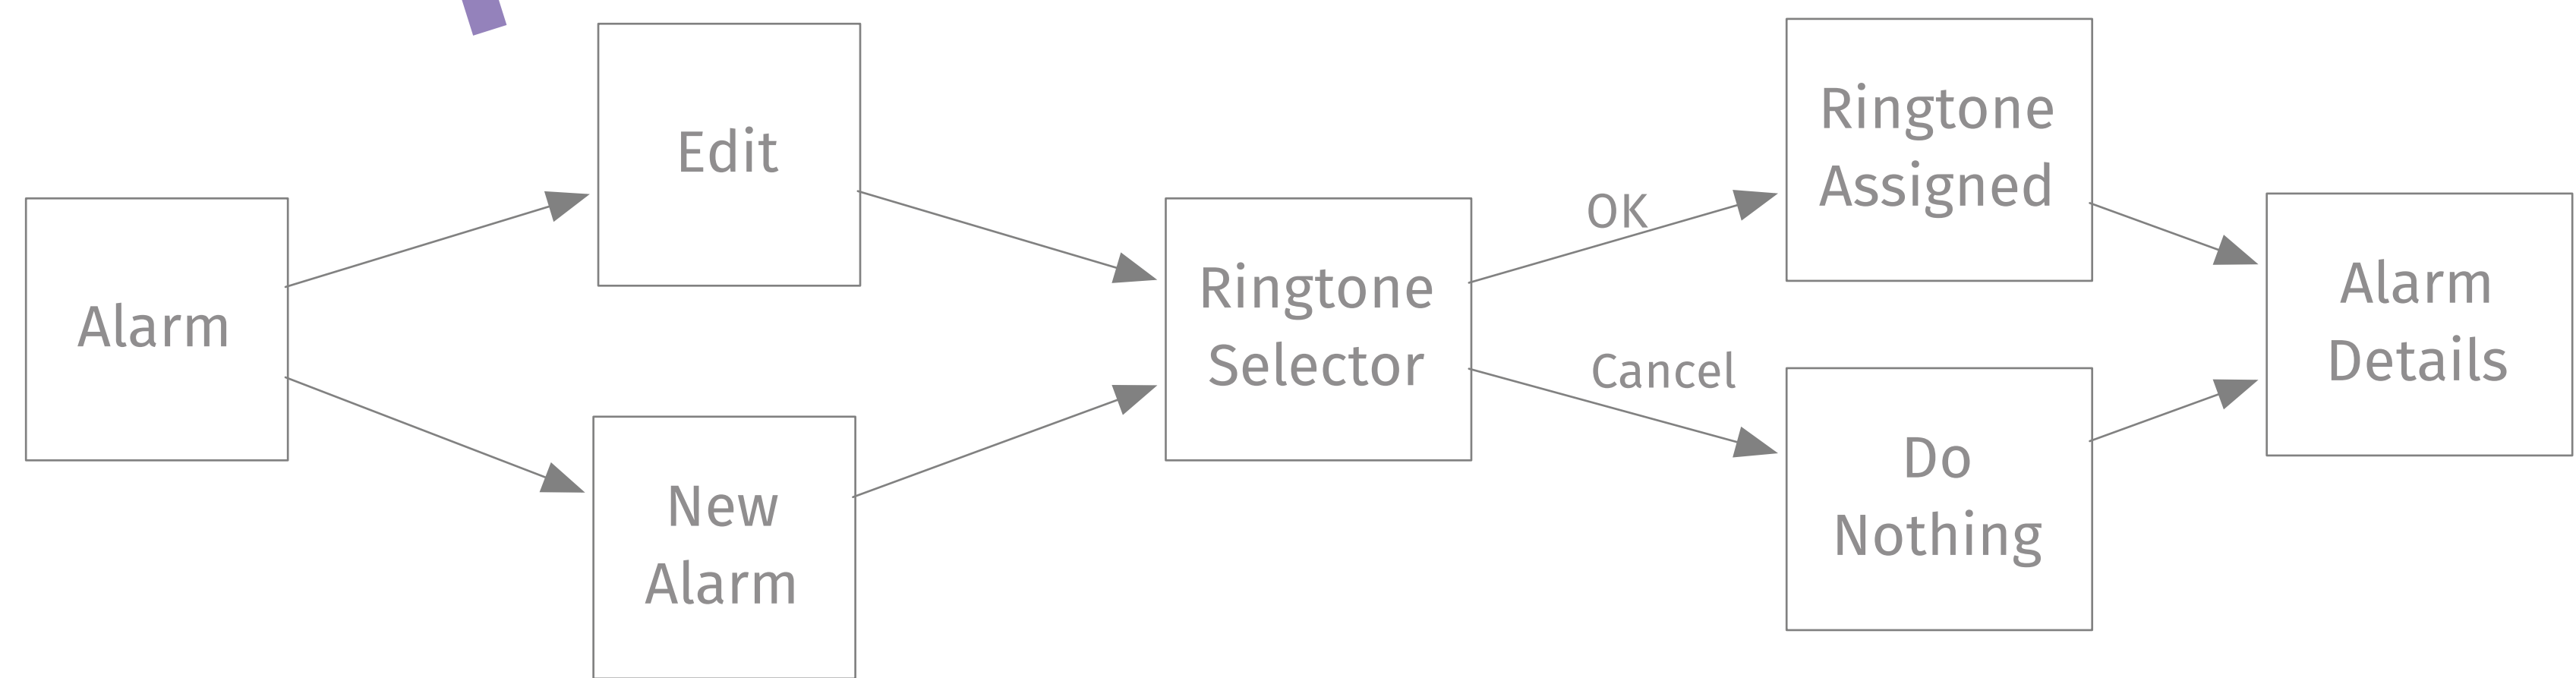 Alarm
Edit
New
Alarm
Ringtone
Selector
OK
Cancel
Ringtone
Assigned
Do
Nothing
Alarm
Details